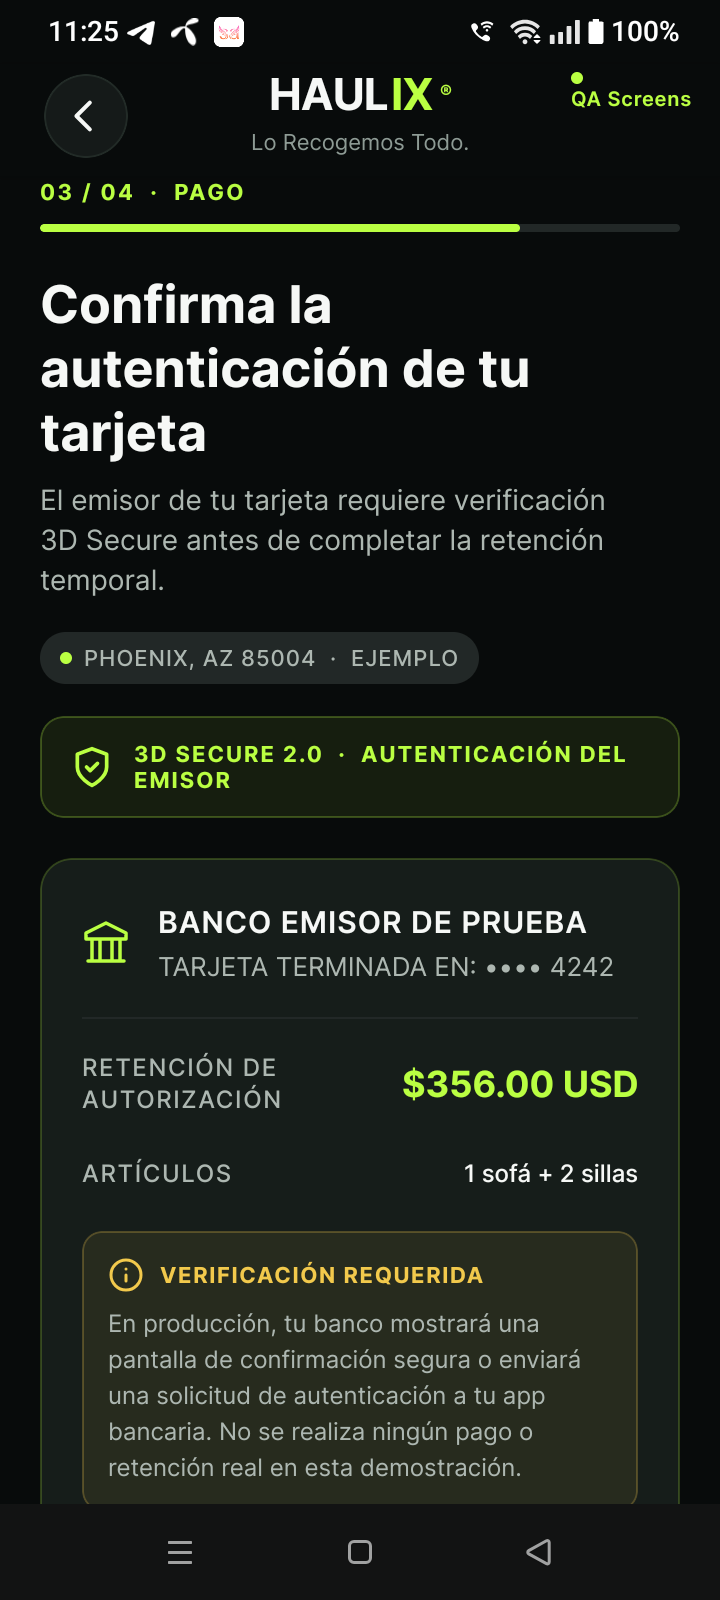 11:25
100%
HAULIX ®
QA Screens
Lo Recogemos Todo.
03 / 04 · PAGO
Confirma la
autenticación de tu
tarjeta
El emisor de tu tarjeta requiere verificación
3D Secure antes de completar la retención
temporal.
PHOENIX, AZ 85004 · EJEMPLO
3D SECURE 2.0 · AUTENTICACIÓN DEL
EMISOR
BANCO EMISOR DE PRUEBA
TARJETA TERMINADA EN: •••• 4242
RETENCIÓN DE
AUTORIZACIÓN
$356.00 USD
ARTÍCULOS
1 sofá + 2 sillas
VERIFICACIÓN REQUERIDA
En producción, tu banco mostrará una
pantalla de confirmación segura o enviará
una solicitud de autenticación a tu app
bancaria. No se realiza ningún pago o
retención real en esta demostración.